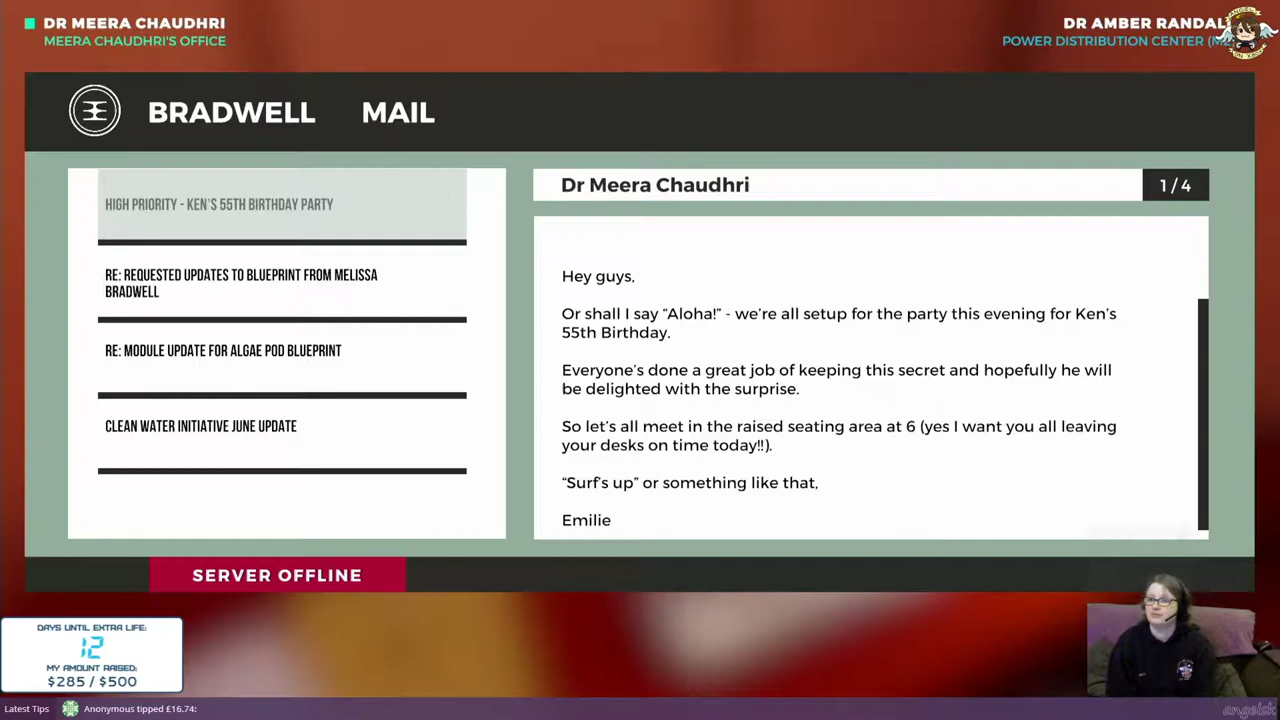 DR MEERA CHAUDHRI
MEERA CHAUDHRI'S OFFICE
DR AMBER RANDAL
POWER DISTRIBUTION CENTER
ANGEL
ON XBOX
BRADWELL MAIL
HIGH PRIORITY - KEN'S 55TH BIRTHDAY PARTY
RE: REQUESTED UPDATES TO BLUEPRINT FROM MELISSA
BRADWELL
RE: MODULE UPDATE FOR ALGAE POD BLUEPRINT
CLEAN WATER INITIATIVE JUNE UPDATE
Dr Meera Chaudhri
1 / 4
Hey guys,
Or shall I say “Aloha!” - we’re all setup for the party this evening for Ken’s
55th Birthday.
Everyone’s done a great job of keeping this secret and hopefully he will
be delighted with the surprise.
So let’s all meet in the raised seating area at 6 (yes I want you all leaving
your desks on time today!!).
“Surf’s up” or something like that,
Emilie
SERVER OFFLINE
DAYS UNTIL EXTRA LIFE:
12
MY AMOUNT RAISED:
$285 / $500
Latest Tips
Anonymous tipped £16.74:
angelsk